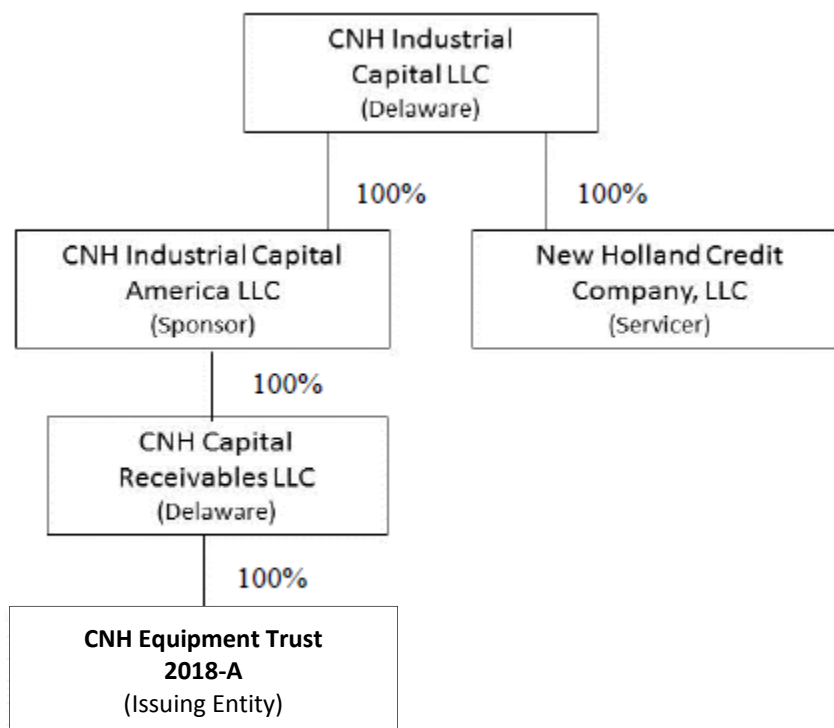 CNH Industrial
Capital LLC
(Delaware)
100%
100%
CNH Industrial Capital
America LLC
(Sponsor)
New Holland Credit
Company, LLC
(Servicer)
100%
CNH Capital
Receivables LLC
(Delaware)
100%
CNH Equipment Trust
2018-A
(Issuing Entity)